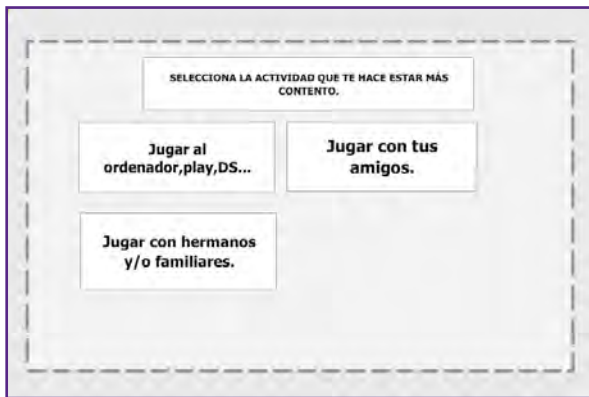 SELECCIONA LA ACTIVIDAD QUE TE HACE ESTAR MÁS
CONTENTO.
Jugar al
ordenador,play,DS...
Jugar con tus
amigos.
Jugar con hermanos
y/o familiares.